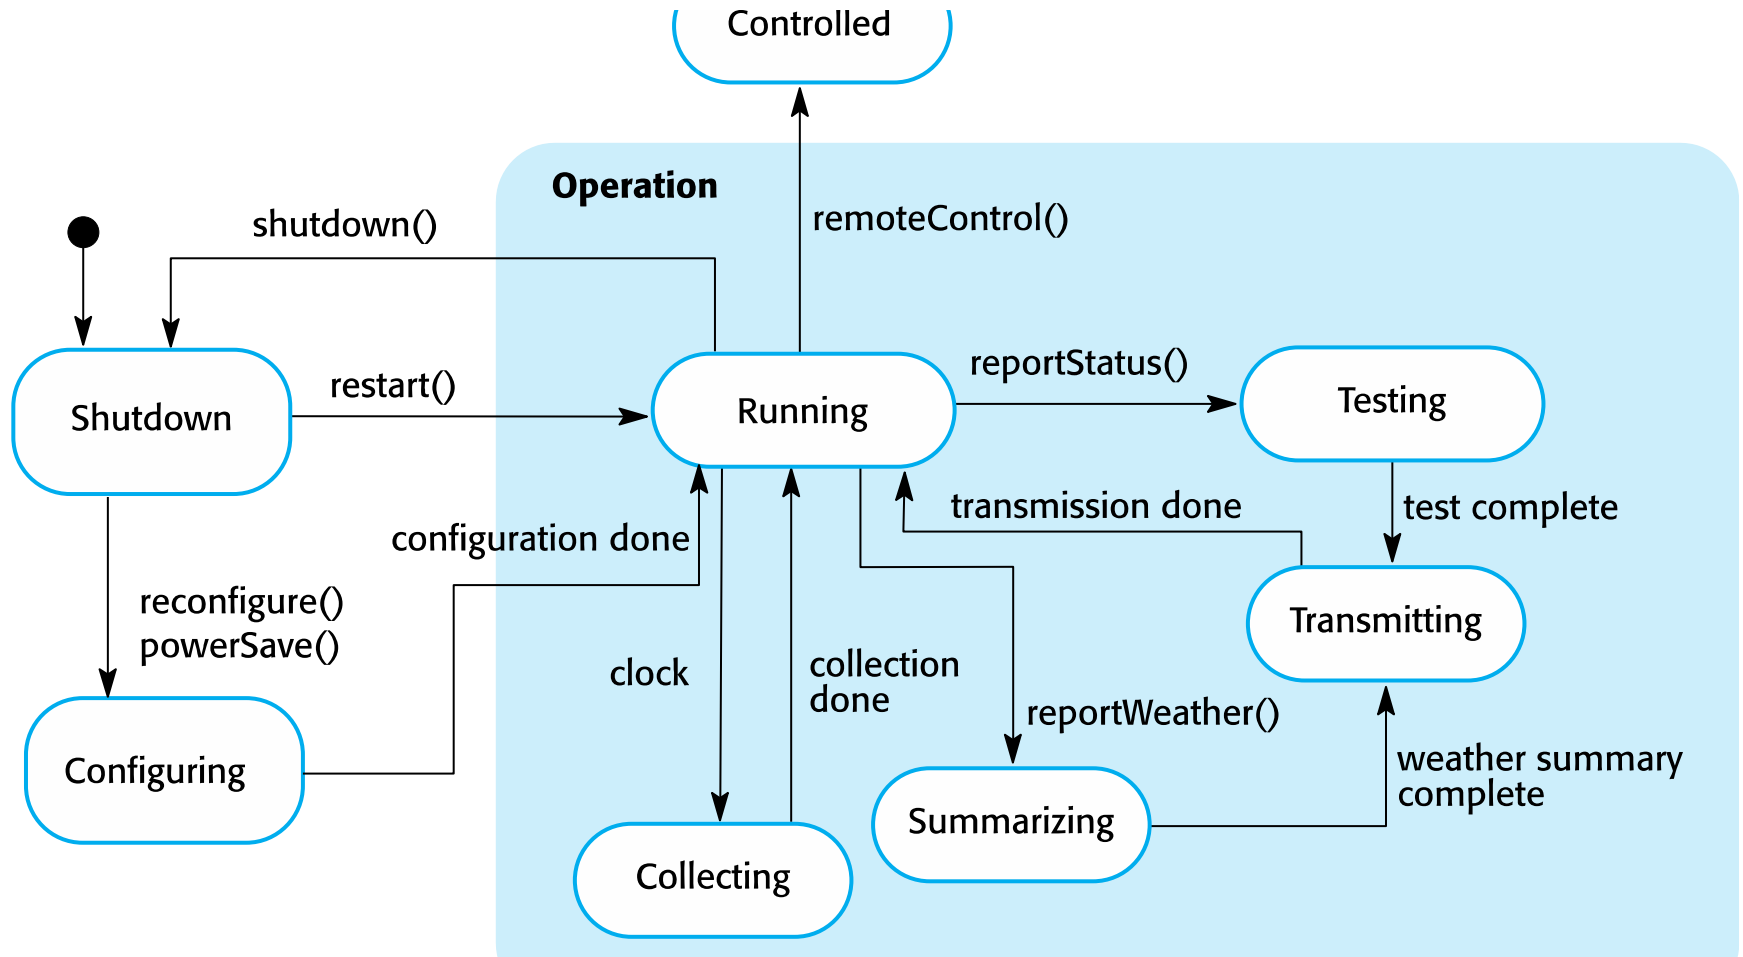 Controlled
Operation
shutdown()
remoteControl()
restart()
reportStatus()
Testing
Shutdown
Running
transmission done
test complete
configuration done
reconfigure()
powerSave()
Transmitting
clock
collection
done
reportWeather()
Configuring
weather summary
complete
Summarizing
Collecting